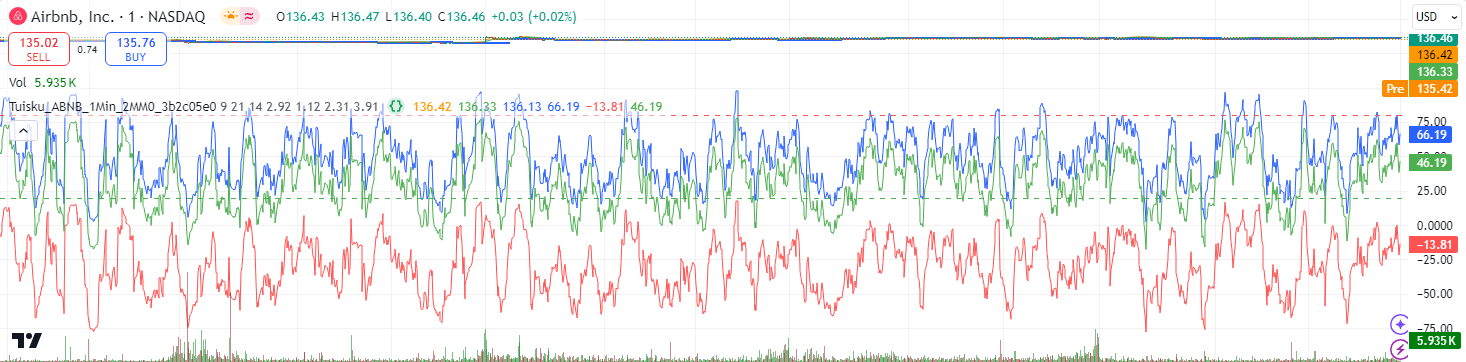 Airbnb, Inc. · 1 · NASDAQ O136.43 H136.47 L136.40 C136.46 +0.03 (+0.02%) USD
135.02 SELL 0.74 135.76 BUY
136.46
136.42
Vol 5.935K
136.33
Pre 135.42
Tuisku_ABNB_1Min_2MM0_3b2c05e0 9 21 14 2.92 1.12 2.31 3.91 {} 136.42 136.33 136.13 66.19 −13.81 46.19
75.00
66.19
46.19
25.00
0.0000
−13.81
−25.00
−50.00
−75.00
5.935K